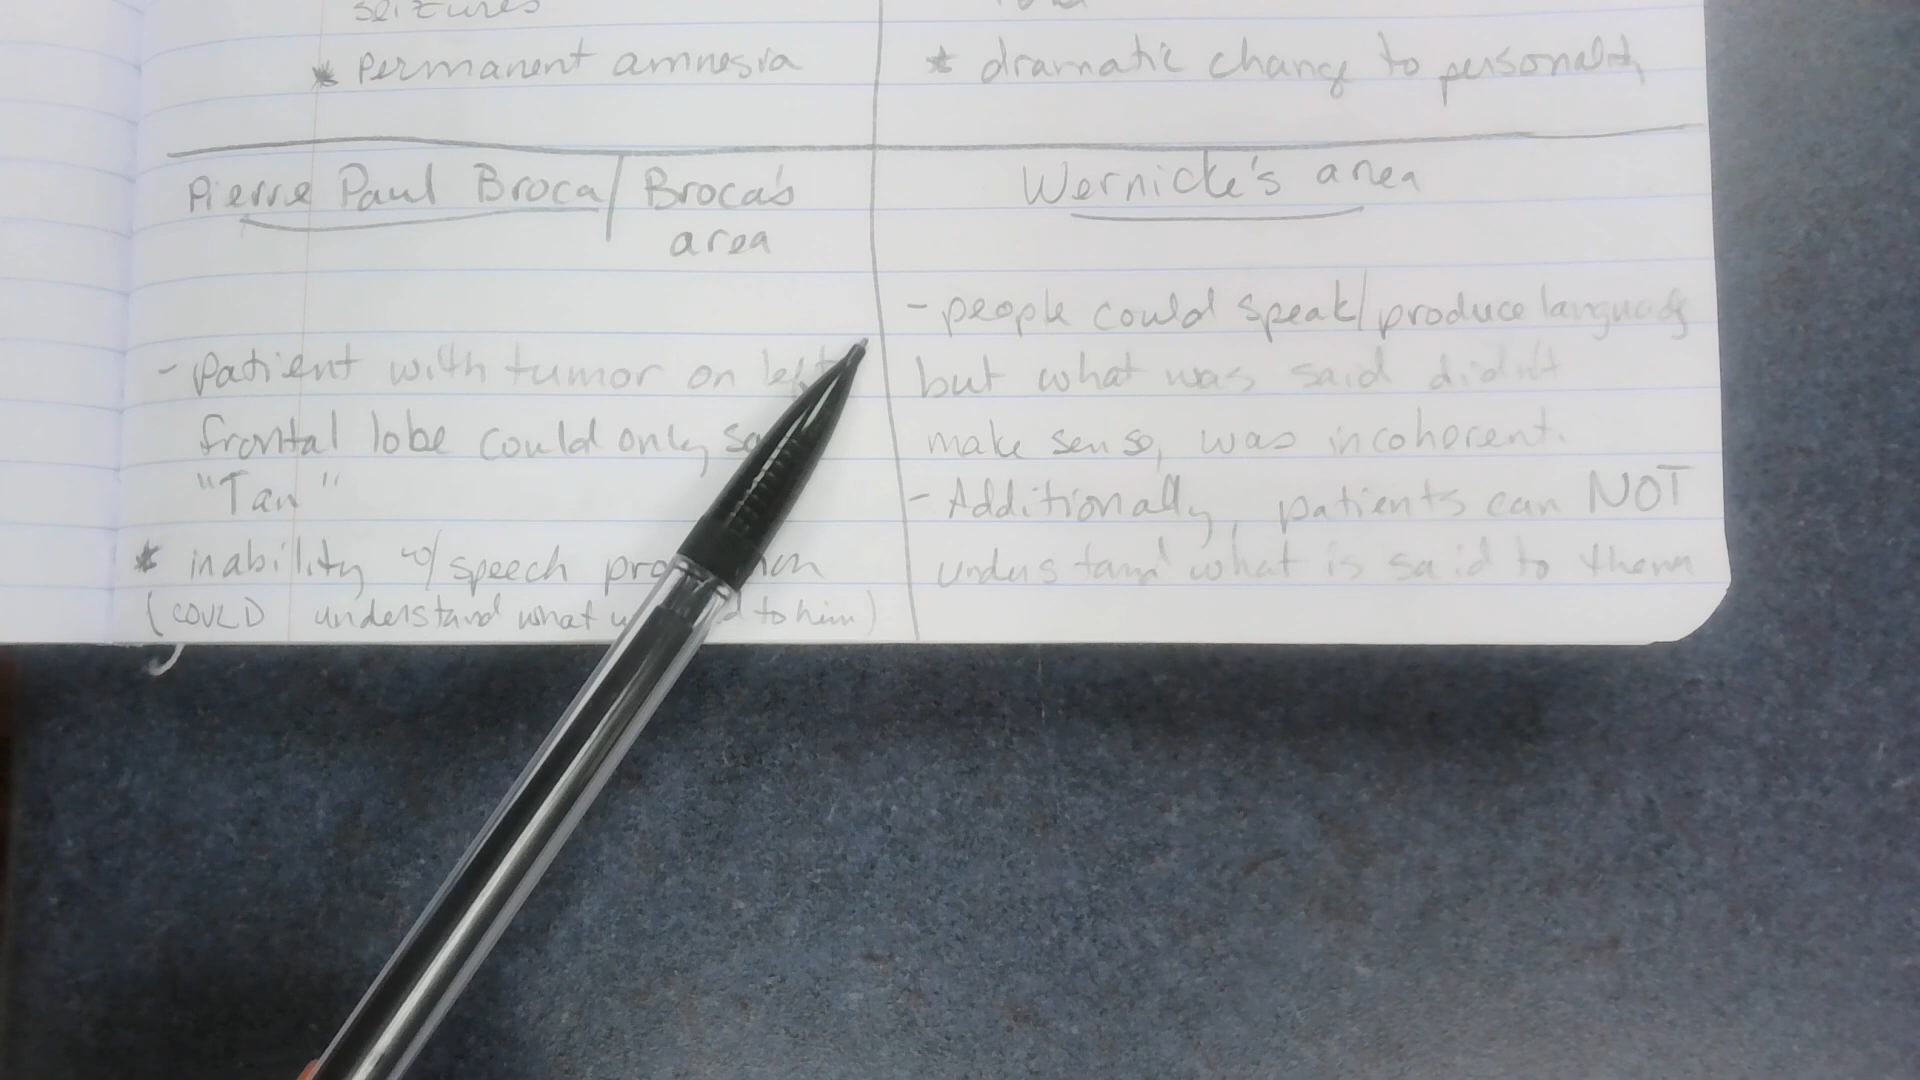 seizures
* permanent amnesia
* dramatic change to personality
Pierre Paul Broca/ Broca's
area
- patient with tumor on left
frontal lobe could only
"Tan"
* inability w/ speech
(COULD understand what to him)
Wernicke's area
- people could speak/produce language
but what was said didn't
make sense, was incoherent.
- Additionally, patients can NOT
understand what is said to them